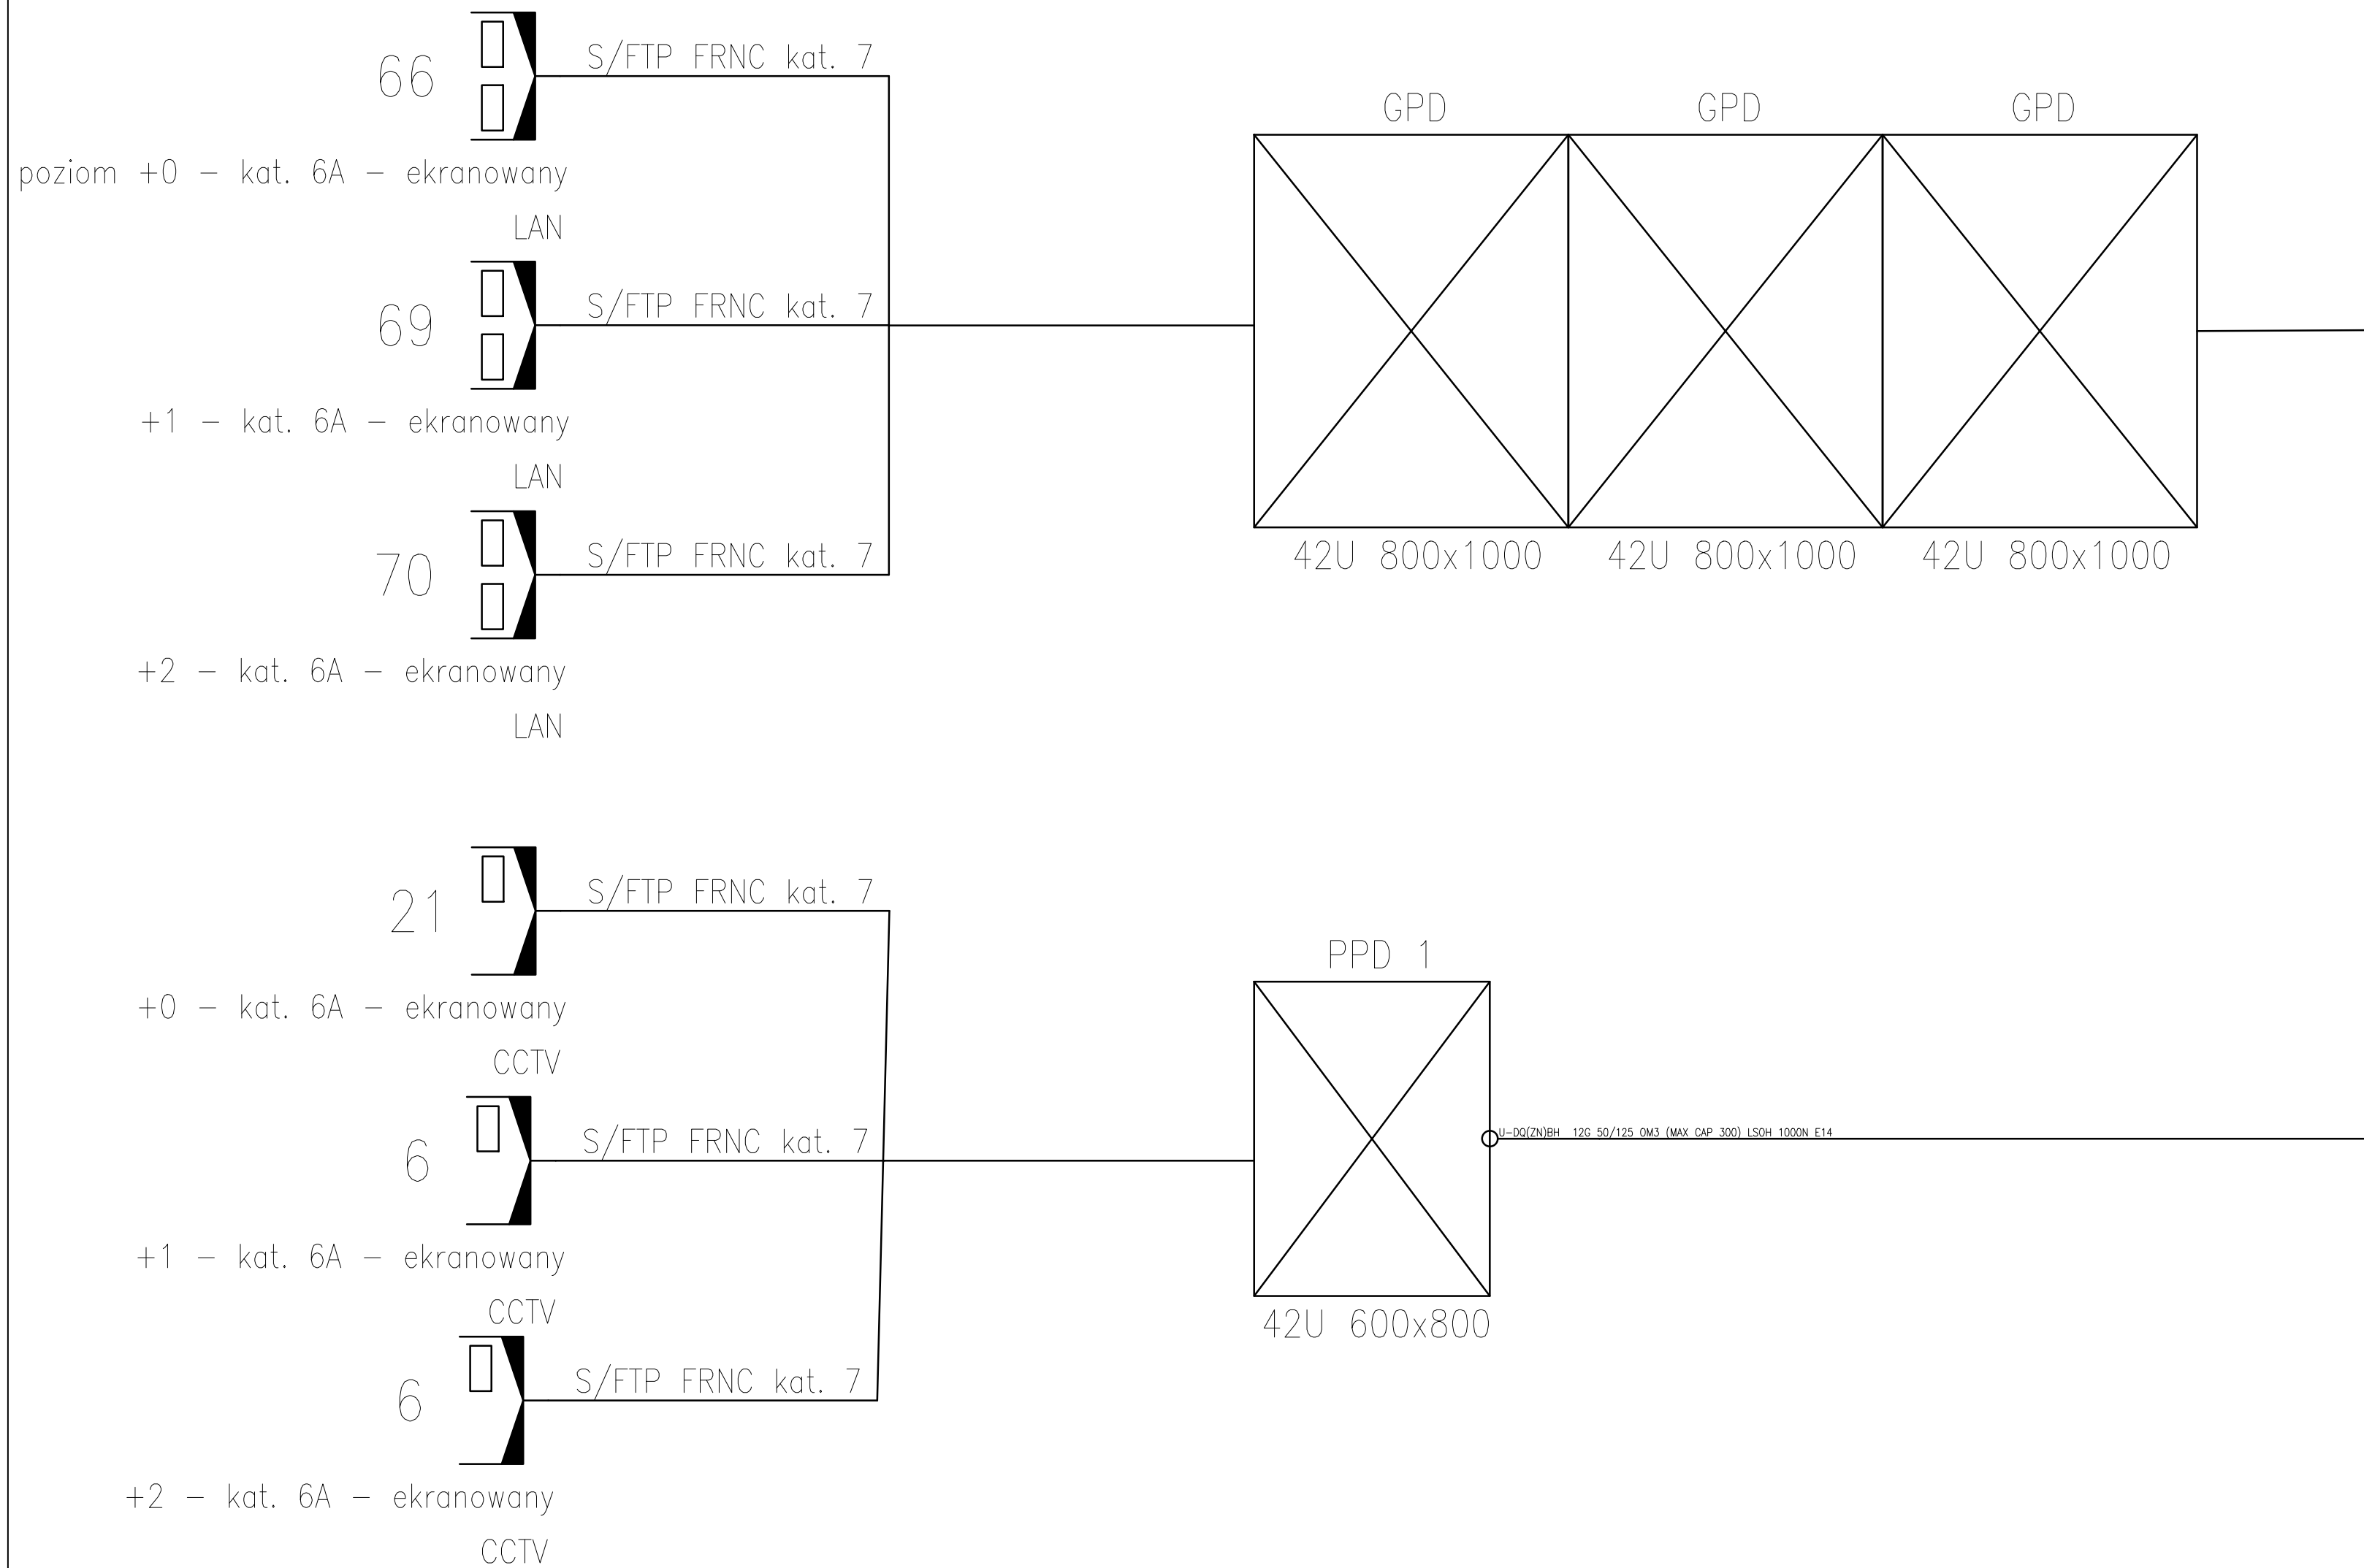 66
S/FTP FRNC kat. 7
poziom +0 - kat. 6A - ekranowany
LAN
69
S/FTP FRNC kat. 7
+1 - kat. 6A - ekranowany
LAN
70
S/FTP FRNC kat. 7
+2 - kat. 6A - ekranowany
LAN
GPD GPD GPD
42U 800x1000 42U 800x1000 42U 800x1000
21
S/FTP FRNC kat. 7
+0 - kat. 6A - ekranowany
CCTV
6
S/FTP FRNC kat. 7
+1 - kat. 6A - ekranowany
CCTV
6
S/FTP FRNC kat. 7
+2 - kat. 6A - ekranowany
CCTV
PPD 1
U-DQ(ZN)BH 12G 50/125 OM3 (MAX CAP 300) LSOH 1000N E14
42U 600x800